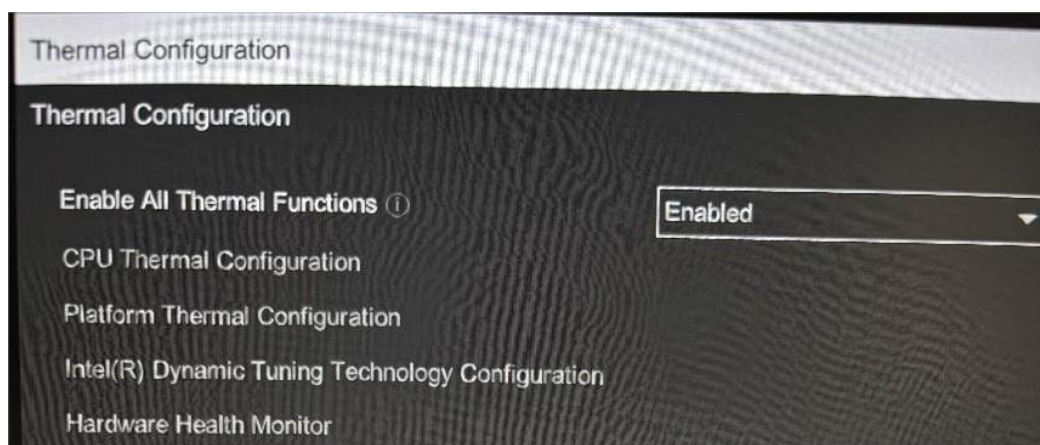 Thermal Configuration
Thermal Configuration
Enable All Thermal Functions ⓘ
Enabled
CPU Thermal Configuration
Platform Thermal Configuration
Intel(R) Dynamic Tuning Technology Configuration
Hardware Health Monitor